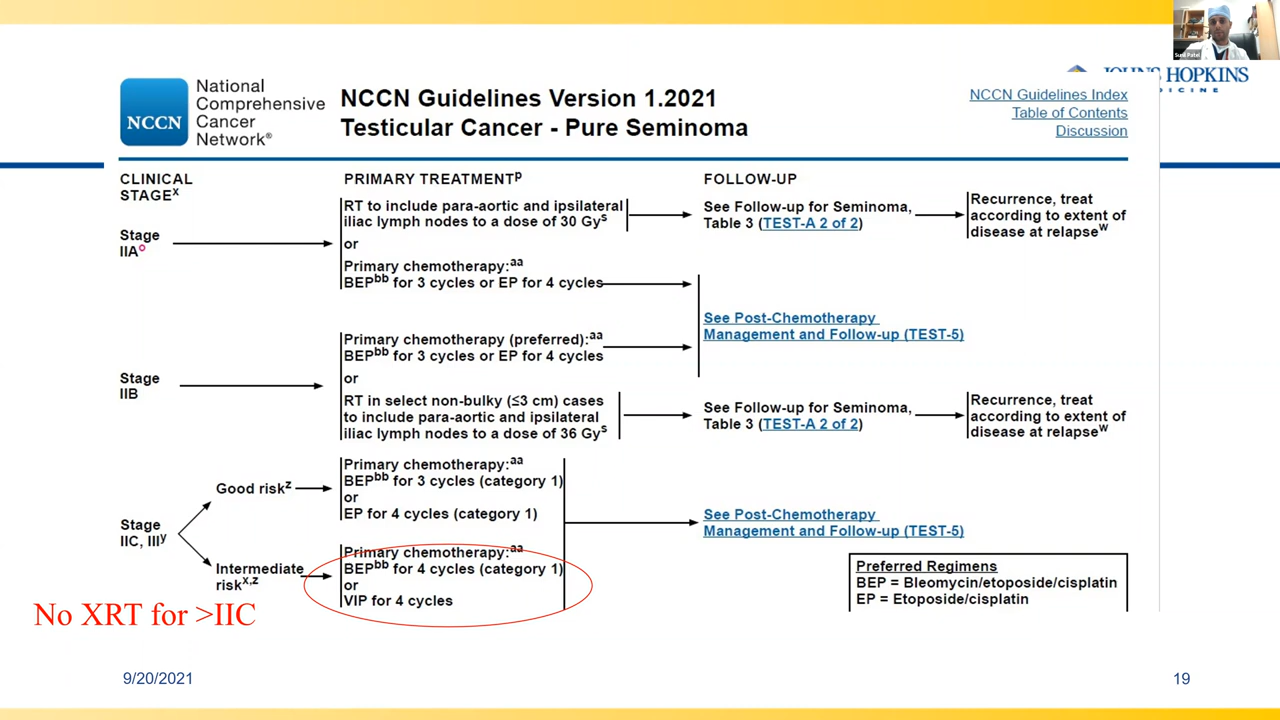 Sunil Patel
JOHNS HOPKINS
MEDICINE
NCCN
National
Comprehensive
Cancer
Network®
NCCN Guidelines Version 1.2021
Testicular Cancer - Pure Seminoma
NCCN Guidelines Index
Table of Contents
Discussion
CLINICAL
STAGEx
PRIMARY TREATMENTp
FOLLOW-UP
Stage
IIA
RT to include para-aortic and ipsilateral
iliac lymph nodes to a dose of 30 Gys
or
Primary chemotherapy:aa
BEPbb for 3 cycles or EP for 4 cycles
See Follow-up for Seminoma,
Table 3 (TEST-A 2 of 2)
Recurrence, treat
according to extent of
disease at relapsew
See Post-Chemotherapy
Management and Follow-up (TEST-5)
Stage
IIB
Primary chemotherapy (preferred):aa
BEPbb for 3 cycles or EP for 4 cycles
or
RT in select non-bulky (≤3 cm) cases
to include para-aortic and ipsilateral
iliac lymph nodes to a dose of 36 Gys
See Follow-up for Seminoma,
Table 3 (TEST-A 2 of 2)
Recurrence, treat
according to extent of
disease at relapsew
Stage
IIC, IIIy
Good riskz
Primary chemotherapy:aa
BEPbb for 3 cycles (category 1)
or
EP for 4 cycles (category 1)
Intermediate
riskx,z
Primary chemotherapy:aa
BEPbb for 4 cycles (category 1)
or
VIP for 4 cycles
See Post-Chemotherapy
Management and Follow-up (TEST-5)
Preferred Regimens
BEP = Bleomycin/etoposide/cisplatin
EP = Etoposide/cisplatin
No XRT for >IIC
9/20/2021
19